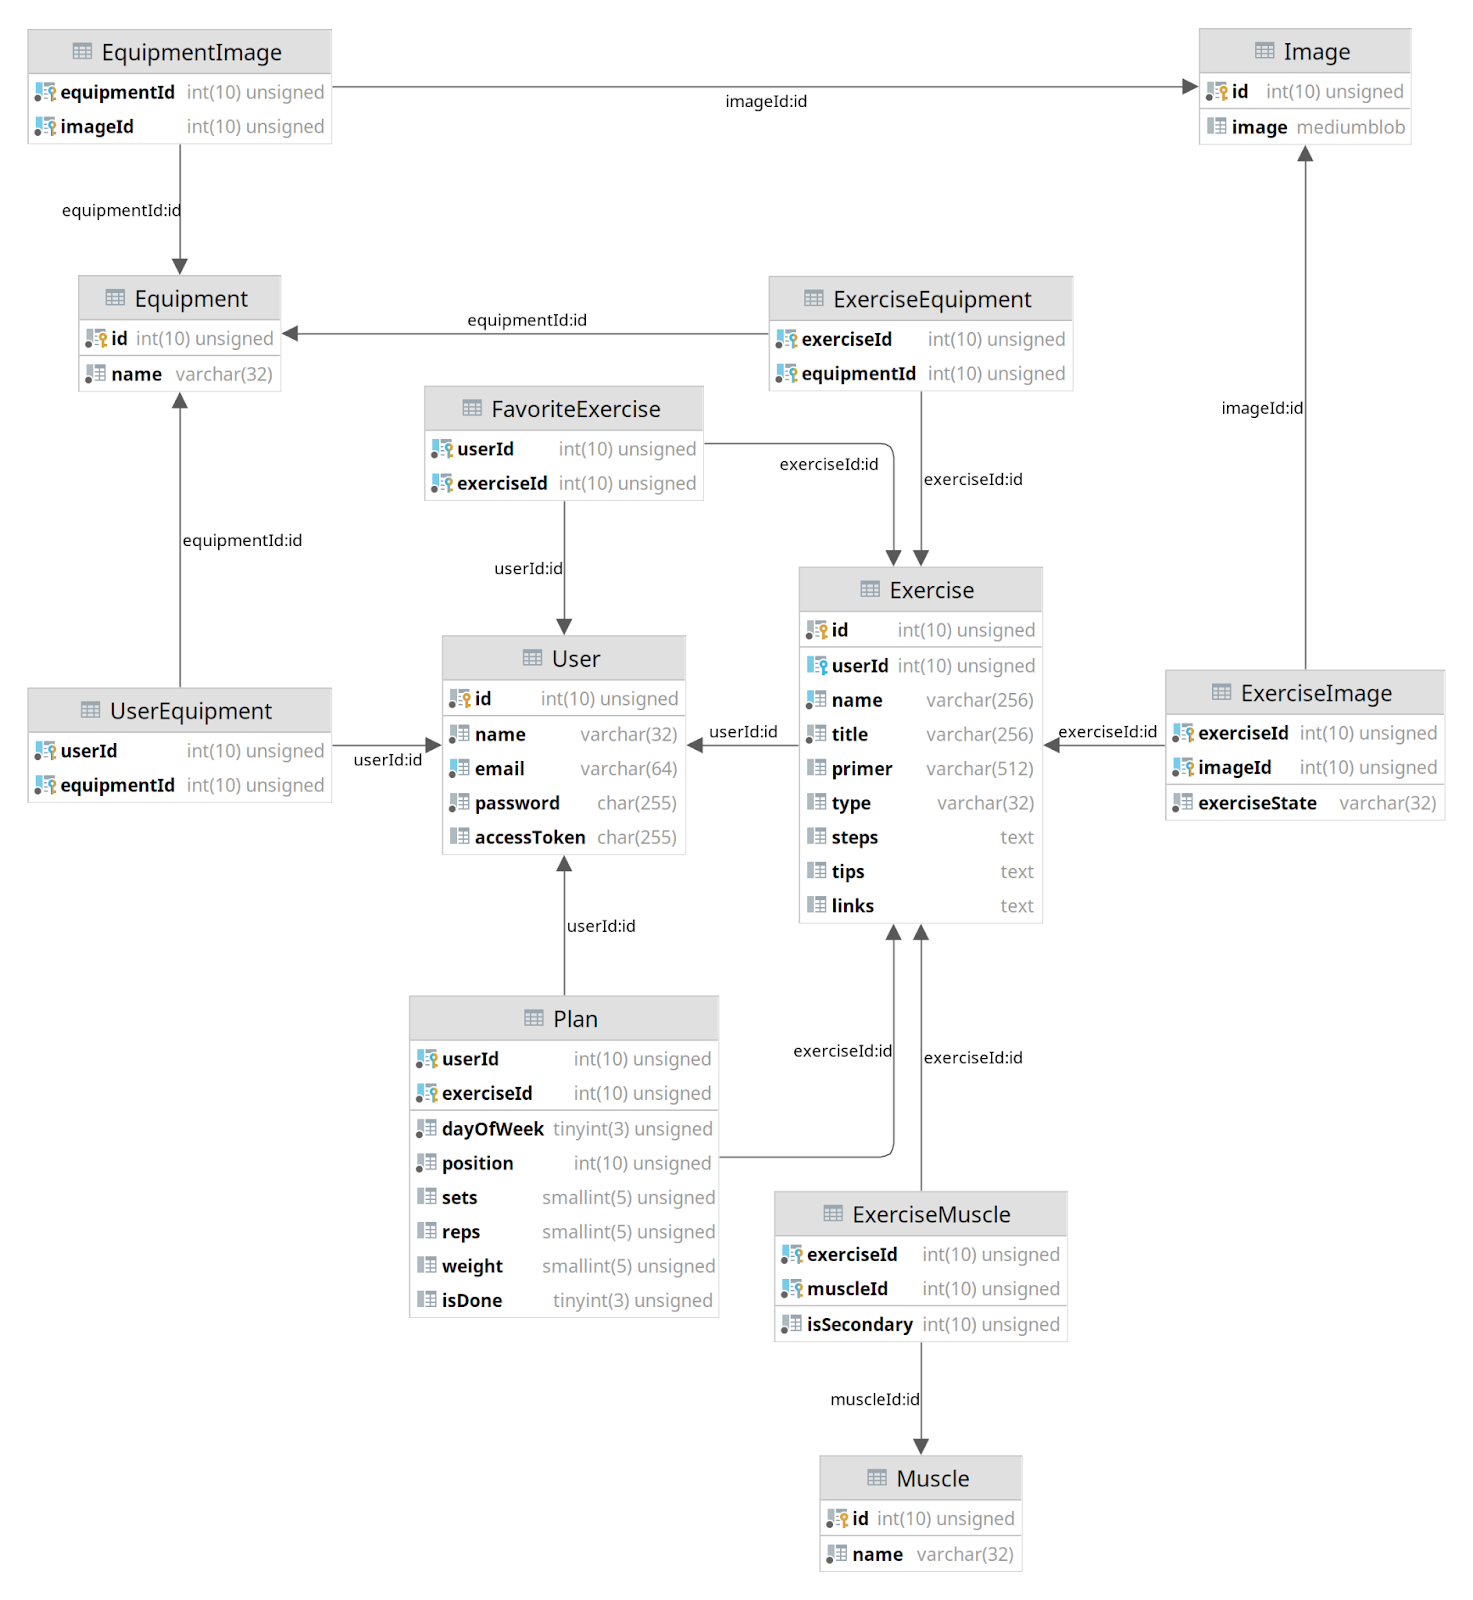 EquipmentImage
equipmentId int(10) unsigned
imageId int(10) unsigned
imageId:id
Image
id int(10) unsigned
image mediumblob
equipmentId:id
Equipment
id int(10) unsigned
name varchar(32)
equipmentId:id
ExerciseEquipment
exerciseId int(10) unsigned
equipmentId int(10) unsigned
FavoriteExercise
userId int(10) unsigned
exerciseId int(10) unsigned
exerciseId:id
exerciseId:id
imageId:id
equipmentId:id
userId:id
Exercise
id int(10) unsigned
userId int(10) unsigned
name varchar(256)
title varchar(256)
primer varchar(512)
type varchar(32)
steps text
tips text
links text
User
id int(10) unsigned
name varchar(32)
email varchar(64)
password char(255)
accessToken char(255)
UserEquipment
userId int(10) unsigned
equipmentId int(10) unsigned
userId:id
userId:id
exerciseId:id
ExerciseImage
exerciseId int(10) unsigned
imageId int(10) unsigned
exerciseState varchar(32)
userId:id
Plan
userId int(10) unsigned
exerciseId int(10) unsigned
dayOfWeek tinyint(3) unsigned
position int(10) unsigned
sets smallint(5) unsigned
reps smallint(5) unsigned
weight smallint(5) unsigned
isDone tinyint(3) unsigned
exerciseId:id
exerciseId:id
ExerciseMuscle
exerciseId int(10) unsigned
muscleId int(10) unsigned
isSecondary int(10) unsigned
muscleId:id
Muscle
id int(10) unsigned
name varchar(32)